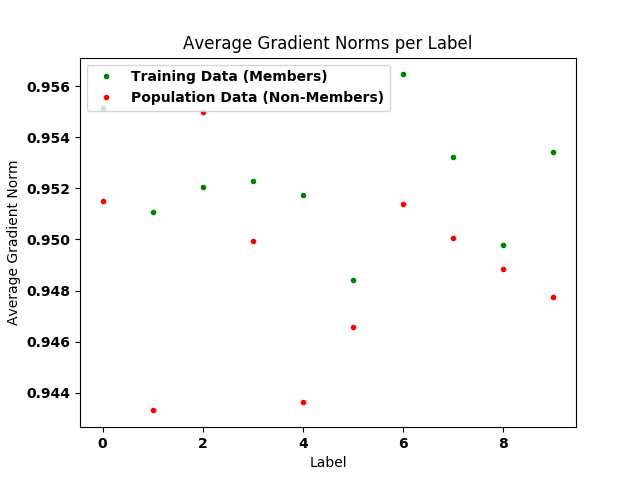 Average Gradient Norms per Label
Training Data (Members)
Population Data (Non-Members)
0.956
0.954
0.952
0.950
0.948
0.946
0.944
Average Gradient Norm
0 2 4 6 8
Label